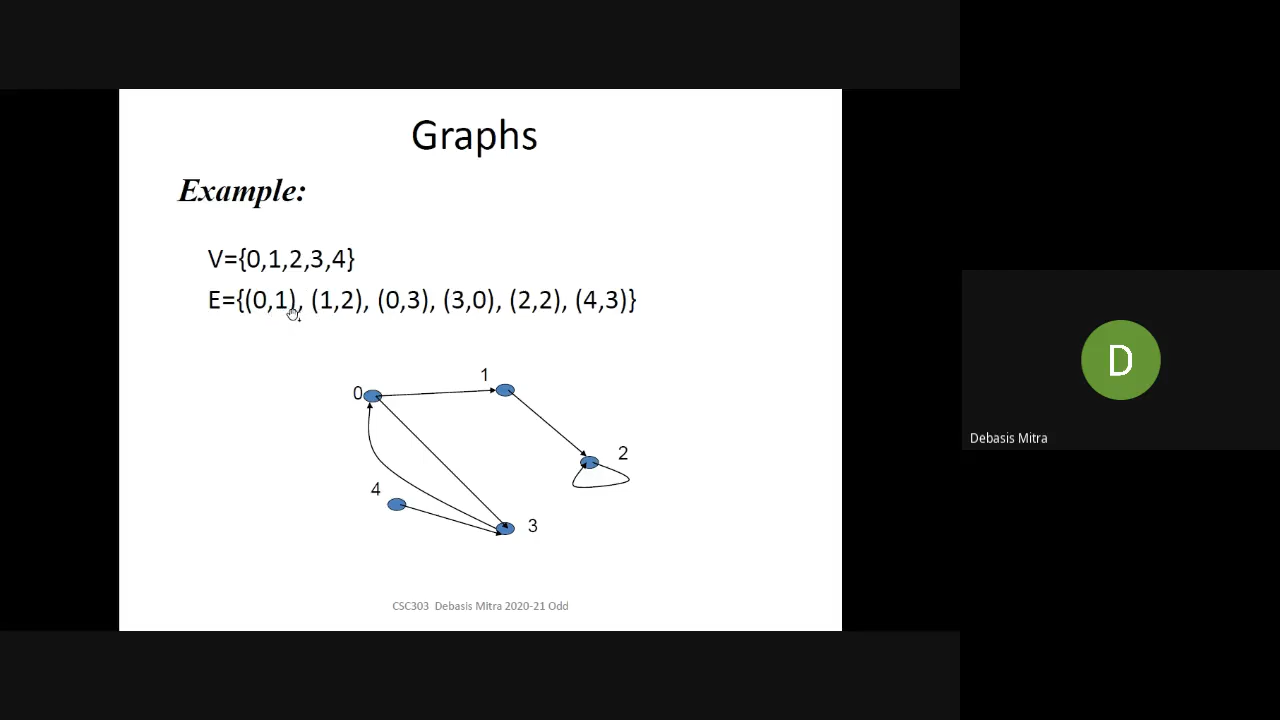 Graphs
Example:
V={0,1,2,3,4}
E={(0,1), (1,2), (0,3), (3,0), (2,2), (4,3)}
1
0
2
4
3
CSC303 Debasis Mitra 2020-21 Odd
D
Debasis Mitra